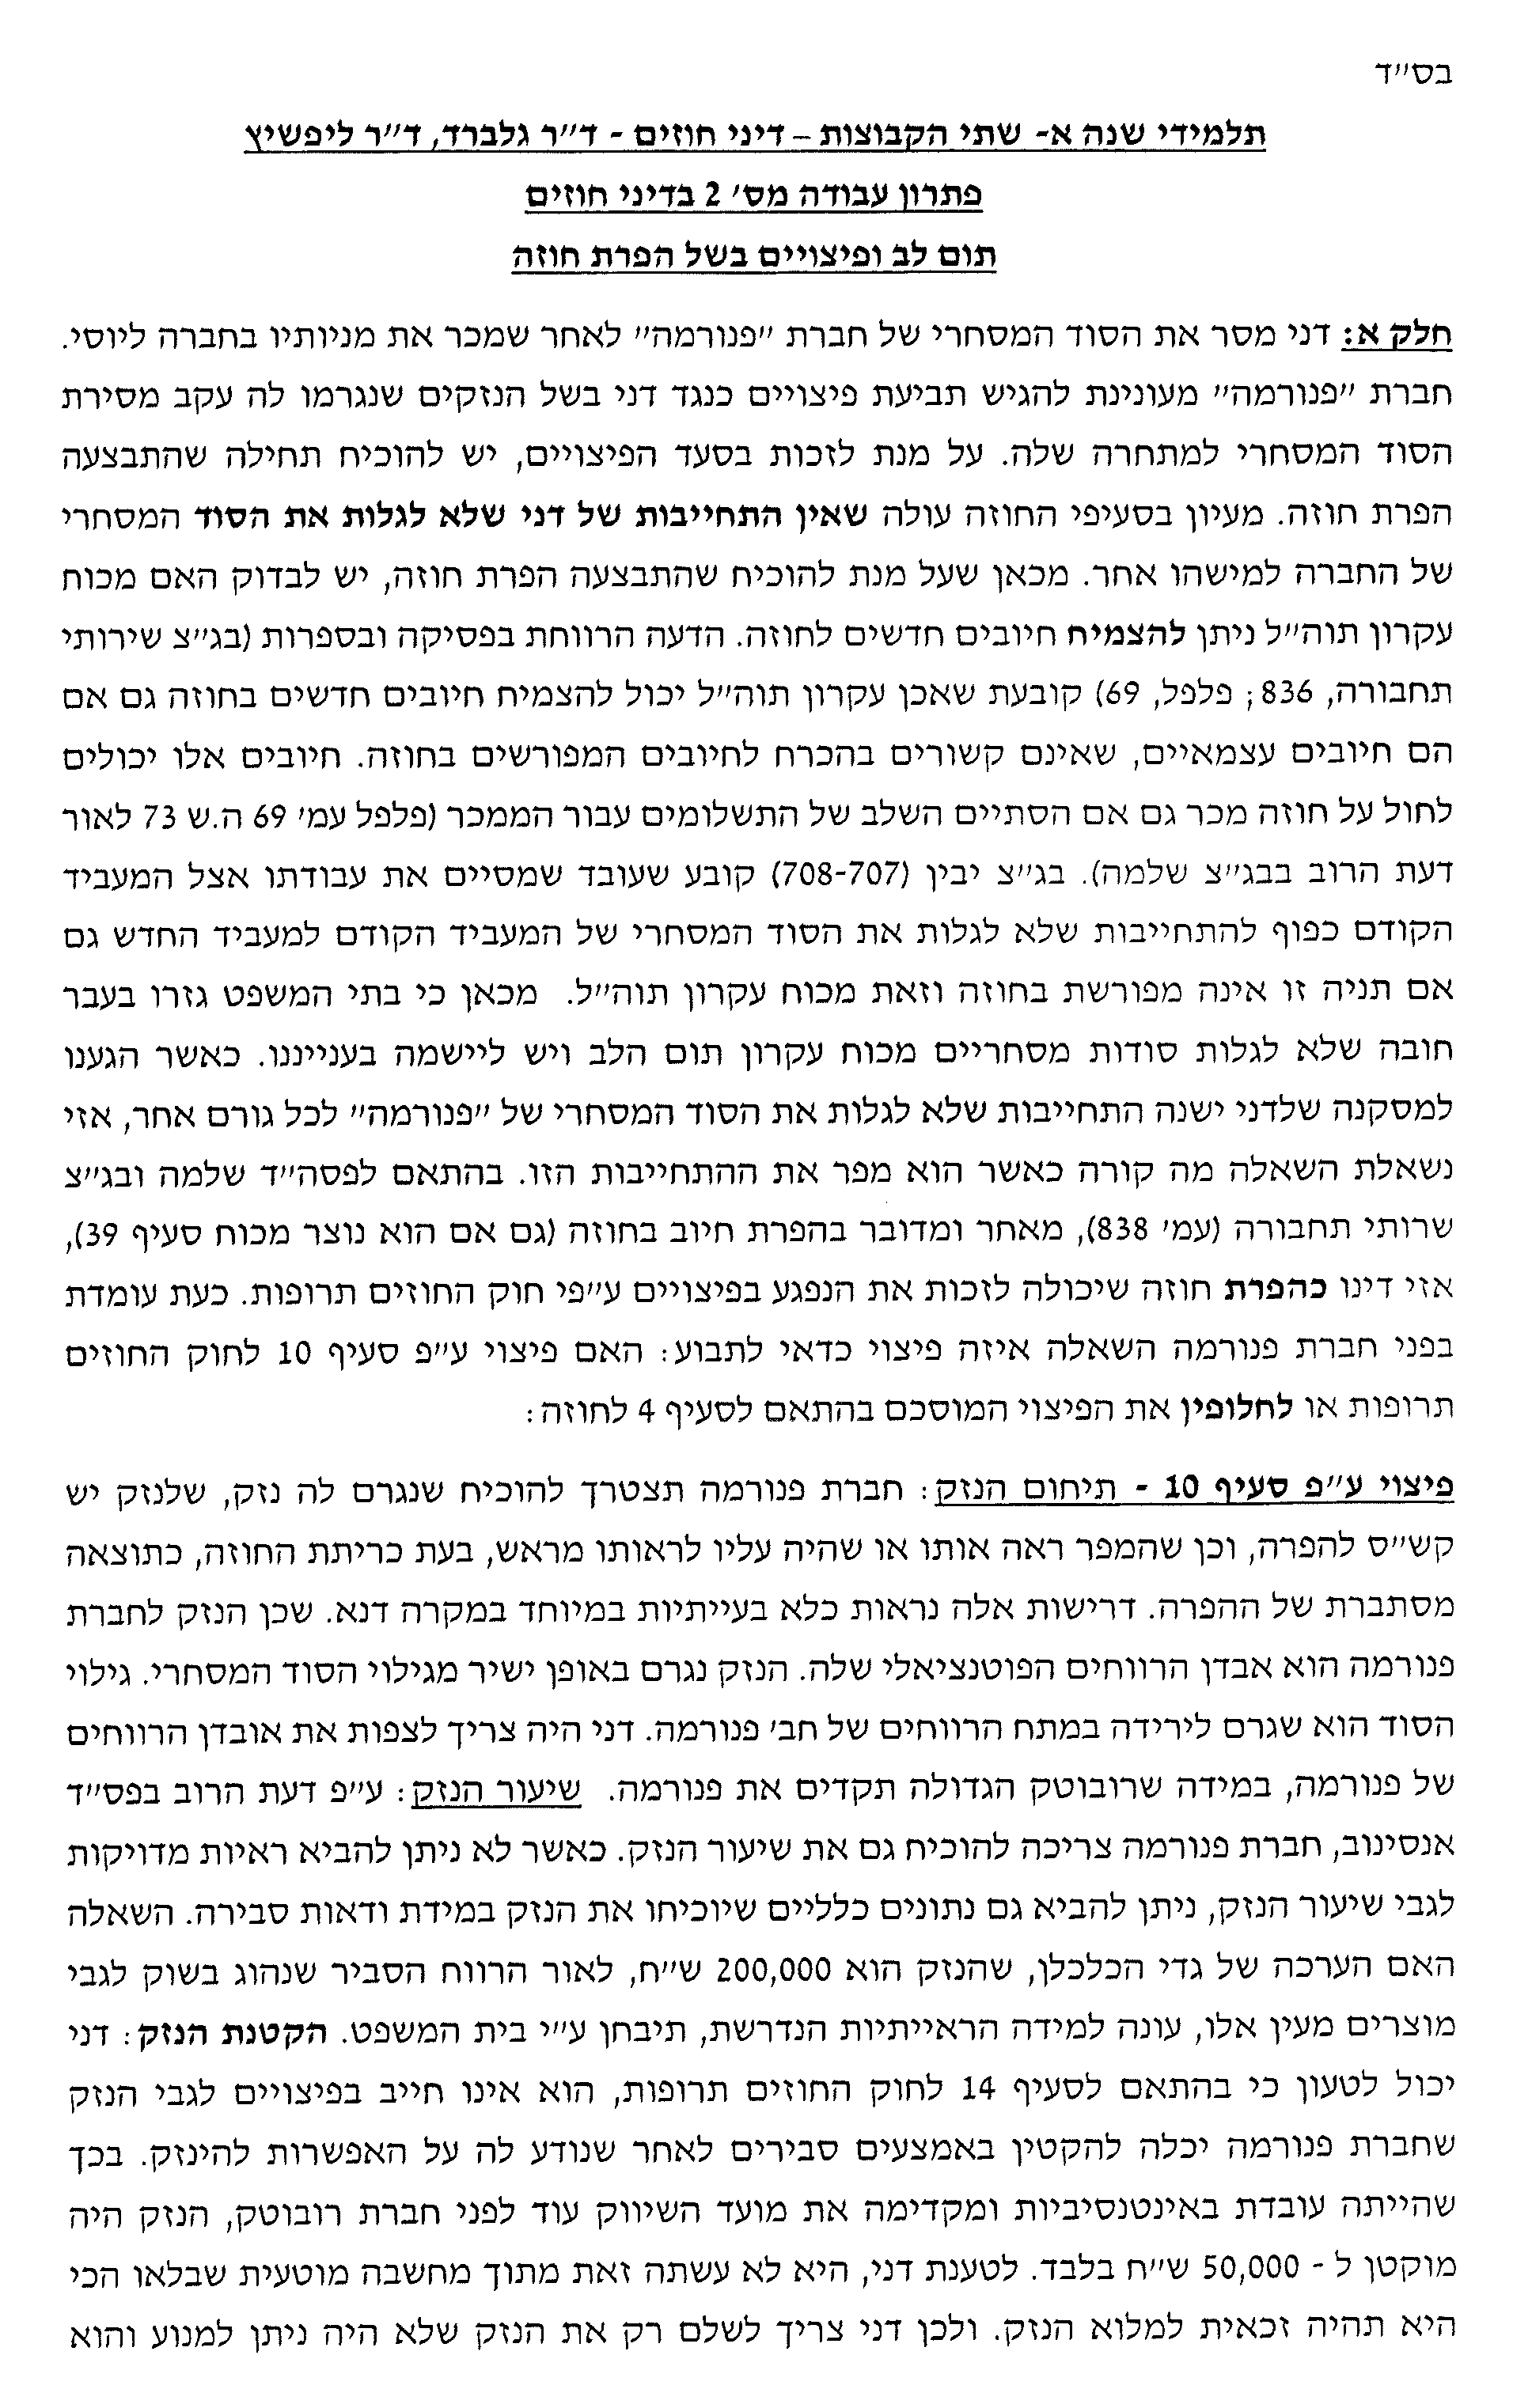 בס״ד
תלמידי שנה א- שתי הקבוצות – דיני חוזים - ד״ר גלברד, ד״ר ליפשיץ
פתרון עבודה מס׳ 2 בדיני חוזים
תום לב ופיצויים בשל הפרת חוזה
חלק א: דני מסר את הסוד המסחרי של חברת ״פנורמה״ לאחר שמכר את מניותיו בחברה ליוסי.
חברת ״פנורמה״ מעונינת להגיש תביעת פיצויים כנגד דני בשל הנזקים שנגרמו לה עקב מסירת
הסוד המסחרי למתחרה שלה. על מנת לזכות בסעד הפיצויים, יש להוכיח תחילה שהתבצעה
הפרת חוזה. מעיון בסעיפי החוזה עולה שאין התחייבות של דני שלא לגלות את הסוד המסחרי
של החברה למישהו אחר. מכאן שעל מנת להוכיח שהתבצעה הפרת חוזה, יש לבדוק האם מכוח
עקרון תוה״ל ניתן להצמיח חיובים חדשים לחוזה. הדעה הרווחת בפסיקה ובספרות (בג״צ שירותי
תחבורה, 836; פלפל, 69) קובעת שאכן עקרון תוה״ל יכול להצמיח חיובים חדשים בחוזה גם אם
הם חיובים עצמאיים, שאינם קשורים בהכרח לחיובים המפורשים בחוזה. חיובים אלו יכולים
לחול על חוזה מכר גם אם הסתיים השלב של התשלומים עבור הממכר (פלפל עמ׳ 69 ה.ש 73 לאור
דעת הרוב בבג״צ שלמה). בג״צ יבין (708-707) קובע שעובד שמסיים את עבודתו אצל המעביד
הקודם כפוף להתחייבות שלא לגלות את הסוד המסחרי של המעביד הקודם למעביד החדש גם
אם תניה זו אינה מפורשת בחוזה וזאת מכוח עקרון תוה״ל. מכאן כי בתי המשפט גזרו בעבר
חובה שלא לגלות סודות מסחריים מכוח עקרון תום הלב ויש ליישמה בענייננו. כאשר הגענו
למסקנה שלדני ישנה התחייבות שלא לגלות את הסוד המסחרי של ״פנורמה״ לכל גורם אחר, אזי
נשאלת השאלה מה קורה כאשר הוא מפר את ההתחייבות הזו. בהתאם לפסה״ד שלמה ובג״צ
שרותי תחבורה (עמ׳ 838), מאחר ומדובר בהפרת חיוב בחוזה (גם אם הוא נוצר מכוח סעיף 39),
אזי דינו כהפרת חוזה שיכולה לזכות את הנפגע בפיצויים ע״פי חוק החוזים תרופות. כעת עומדת
בפני חברת פנורמה השאלה איזה פיצוי כדאי לתבוע: האם פיצוי ע״פ סעיף 10 לחוק החוזים
תרופות או לחלופין את הפיצוי המוסכם בהתאם לסעיף 4 לחוזה:
פיצוי ע״פ סעיף 10 - תיחום הנזק: חברת פנורמה תצטרך להוכיח שנגרם לה נזק, שלנזק יש
קש״ס להפרה, וכן שהמפר ראה אותו או שהיה עליו לראותו מראש, בעת כריתת החוזה, כתוצאה
מסתברת של ההפרה. דרישות אלה נראות כלא בעייתיות במיוחד במקרה דנא. שכן הנזק לחברת
פנורמה הוא אבדן הרווחים הפוטנציאלי שלה. הנזק נגרם באופן ישיר מגילוי הסוד המסחרי. גילוי
הסוד הוא שגרם לירידה במתח הרווחים של חב׳ פנורמה. דני היה צריך לצפות את אובדן הרווחים
של פנורמה, במידה שרובוטק הגדולה תקדים את פנורמה. שיעור הנזק: ע״פ דעת הרוב בפס״ד
אנסינוב, חברת פנורמה צריכה להוכיח גם את שיעור הנזק. כאשר לא ניתן להביא ראיות מדויקות
לגבי שיעור הנזק, ניתן להביא גם נתונים כלליים שיוכיחו את הנזק במידת ודאות סבירה. השאלה
האם הערכה של גדי הכלכלן, שהנזק הוא 200,000 ש״ח, לאור הרווח הסביר שנהוג בשוק לגבי
מוצרים מעין אלו, עונה למידה הראייתיות הנדרשת, תיבחן ע״י בית המשפט. הקטנת הנזק: דני
יכול לטעון כי בהתאם לסעיף 14 לחוק החוזים תרופות, הוא אינו חייב בפיצויים לגבי הנזק
שחברת פנורמה יכלה להקטין באמצעים סבירים לאחר שנודע לה על האפשרות להינזק. בכך
שהייתה עובדת באינטנסיביות ומקדימה את מועד השיווק עוד לפני חברת רובוטק, הנזק היה
מוקטן ל - 50,000 ש״ח בלבד. לטענת דני, היא לא עשתה זאת מתוך מחשבה מוטעית שבלאו הכי
היא תהיה זכאית למלוא הנזק. ולכן דני צריך לשלם רק את הנזק שלא היה ניתן למנוע והוא